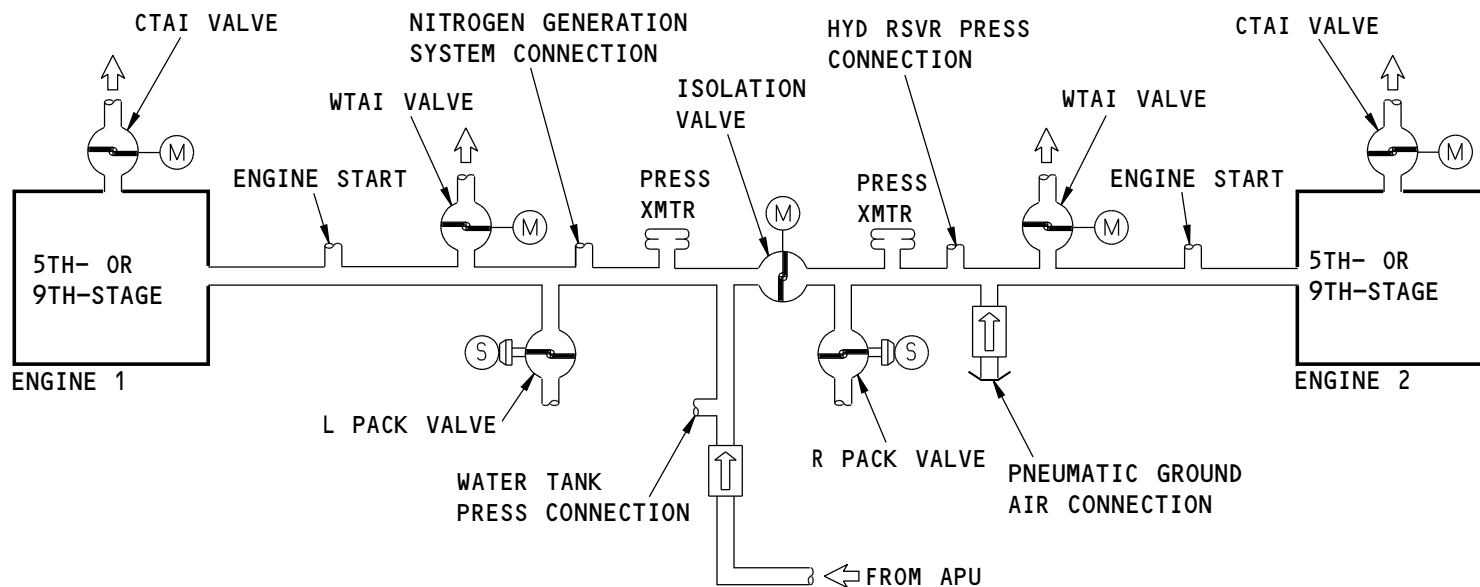 CTAI VALVE
NITROGEN GENERATION
SYSTEM CONNECTION
HYD RSVR PRESS
CONNECTION
CTAI VALVE
WTAI VALVE
ISOLATION
VALVE
WTAI VALVE
M
M
ENGINE START
PRESS
XMTR
M
PRESS
XMTR
ENGINE START
M
M
5TH- OR
9TH-STAGE
5TH- OR
9TH-STAGE
S
S
ENGINE 1
ENGINE 2
L PACK VALVE
R PACK VALVE
WATER TANK
PRESS CONNECTION
PNEUMATIC GROUND
AIR CONNECTION
FROM APU